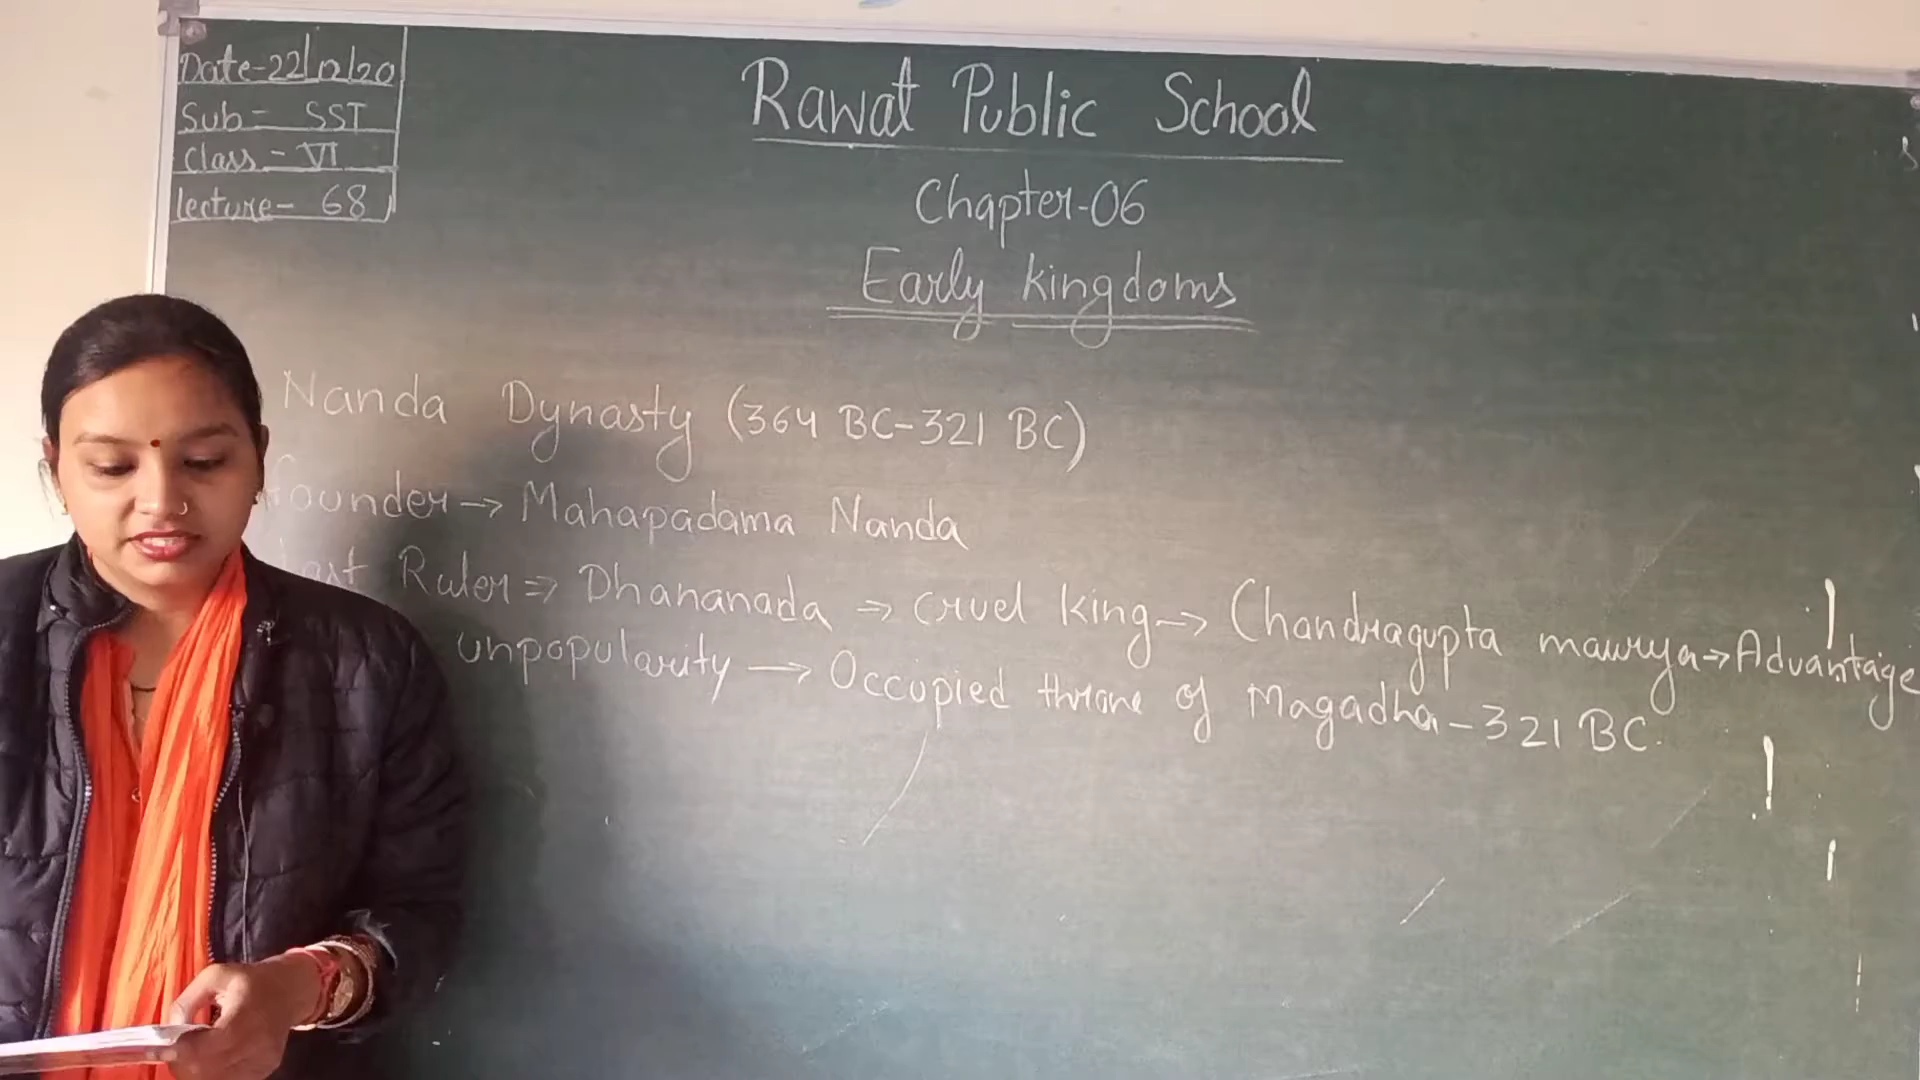 Date-22/12/20
Sub- SST
Class - VI
lecture- 68
Rawat Public School
Chapter-06
Early kingdoms
Nanda Dynasty (364 BC-321 BC)
founder→ Mahapadama Nanda
Last Ruler⇒ Dhananada → cruel king→ Chandragupta maurya→Advantage
unpopularity → Occupied throne of Magadha-321 BC.